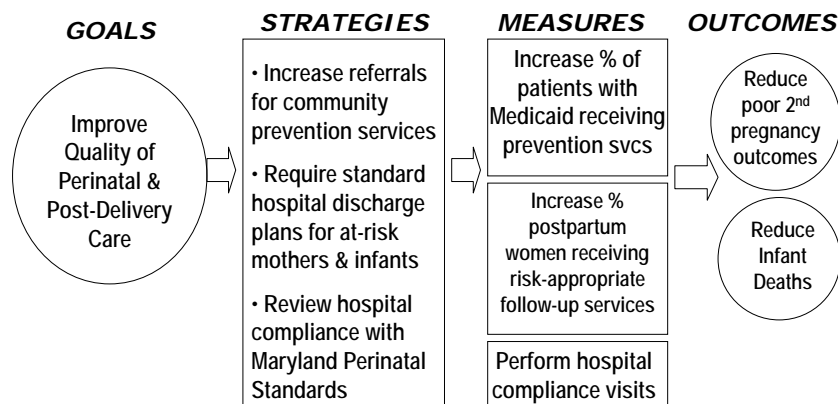 GOALS
STRATEGIES
MEASURES
OUTCOMES
Improve
Quality of
Perinatal &
Post-Delivery
Care
• Increase referrals
for community
prevention services
• Require standard
hospital discharge
plans for at-risk
mothers & infants
• Review hospital
compliance with
Maryland Perinatal
Standards
Increase % of
patients with
Medicaid receiving
prevention svcs
Increase %
postpartum
women receiving
risk-appropriate
follow-up services
Perform hospital
compliance visits
Reduce
poor 2nd
pregnancy
outcomes
Reduce
Infant
Deaths